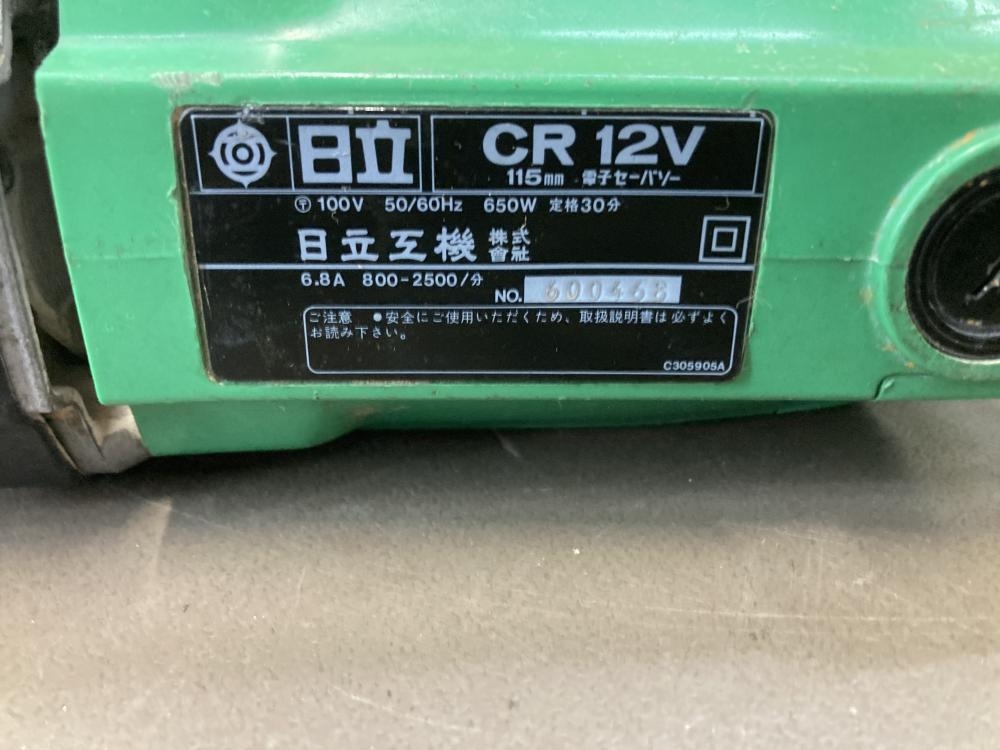 日立
CR 12V
115mm 電子セーバソー
〒 100V 50/60Hz 650W 定格30分
日立工機 株式會社
6.8A 800-2500/分
NO. 600468
ご注意 ●安全にご使用いただくため、取扱説明書は必ずよく
お読み下さい。
C305905A